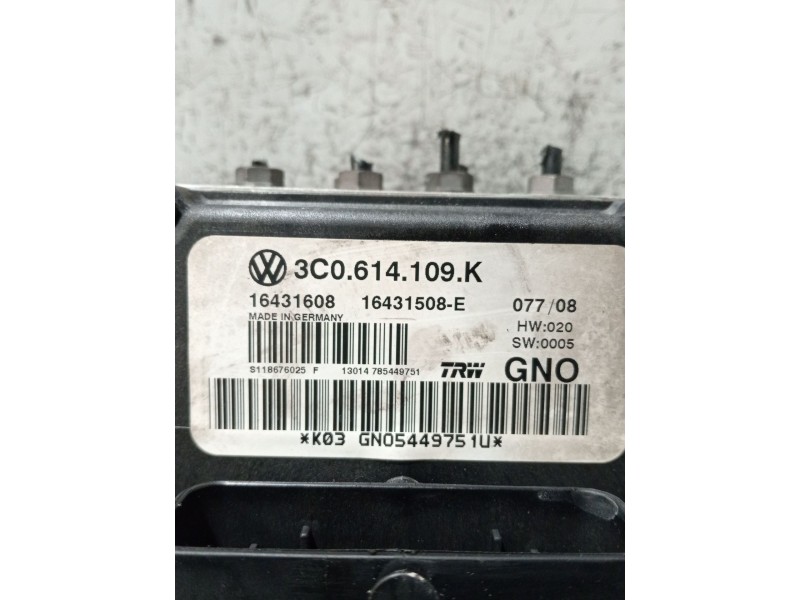 3C0.614.109.K
16431608 16431508-E 077/08
MADE IN GERMANY
HW:020
SW:0005
S118676025 F 13014 785449751
TRW GNO
*K03 GNO5449751U*